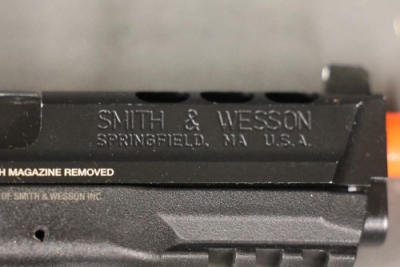 SMITH & WESSON
SPRINGFIELD, MA U.S.A.
H MAGAZINE REMOVED
OF SMITH & WESSON INC.